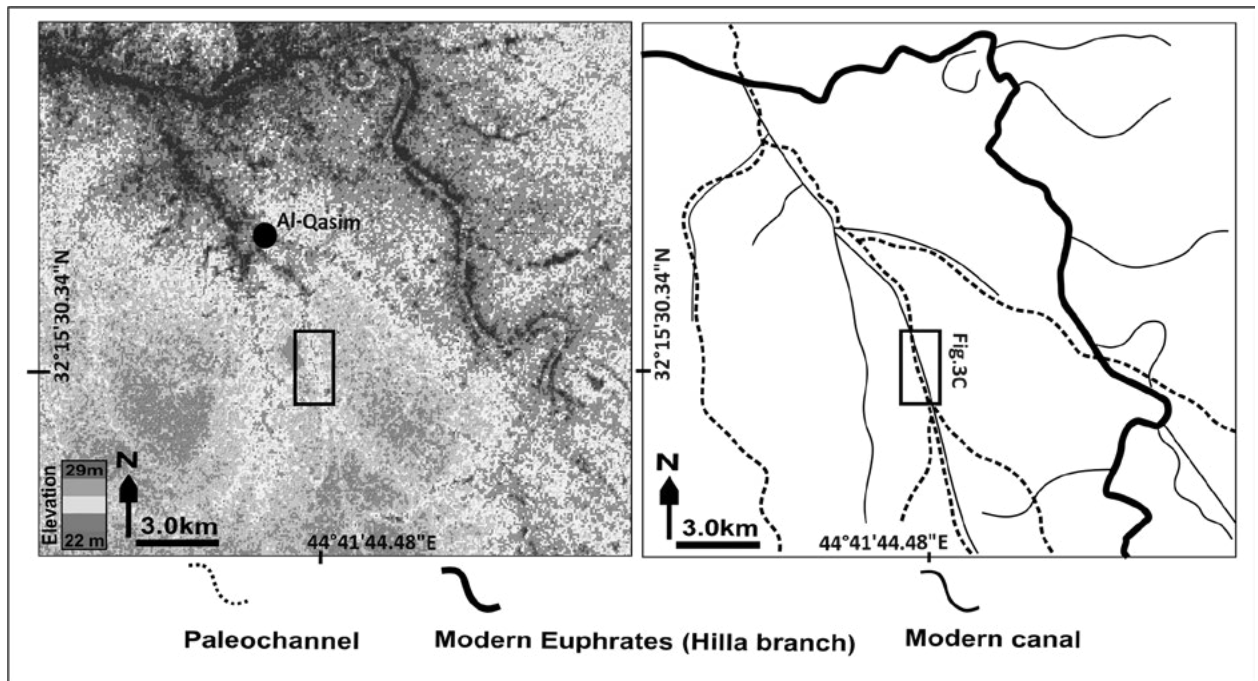 Al-Qasim
32°15'30.34"N
Elevation
29m
22 m
N
3.0km
44°41'44.48"E
32°15'30.34"N
Fig.3C
N
3.0km
44°41'44.48"E
Paleochannel
Modern Euphrates (Hilla branch)
Modern canal